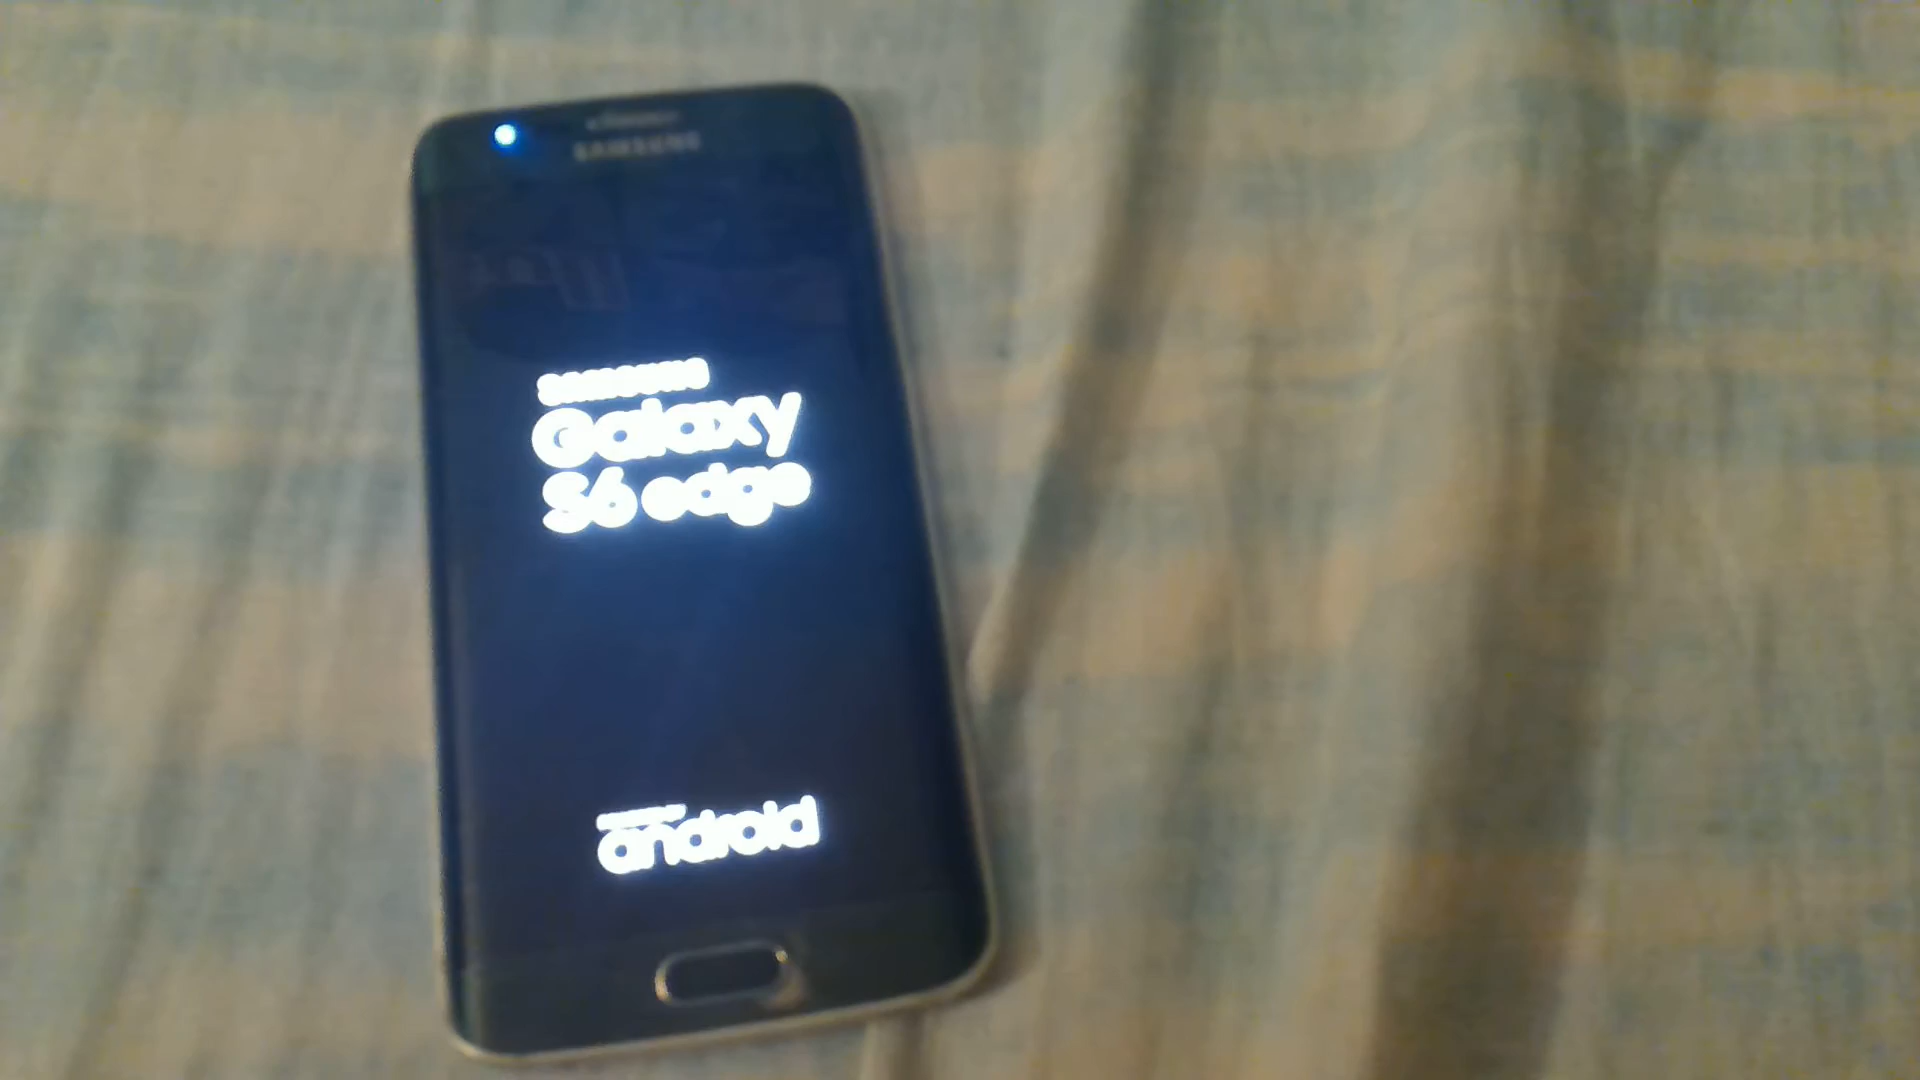 SAMSUNG
SAMSUNG
Galaxy
S6 edge
android